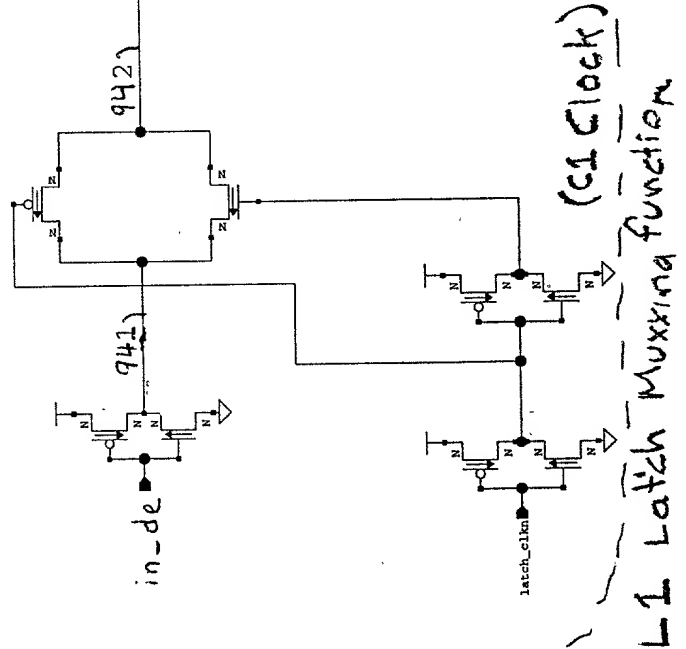 942
N
N
N
N
941
N
N
in_de
N
N
N
N
latch_clkn
(C1 Clock)
L1 Latch Muxxing function